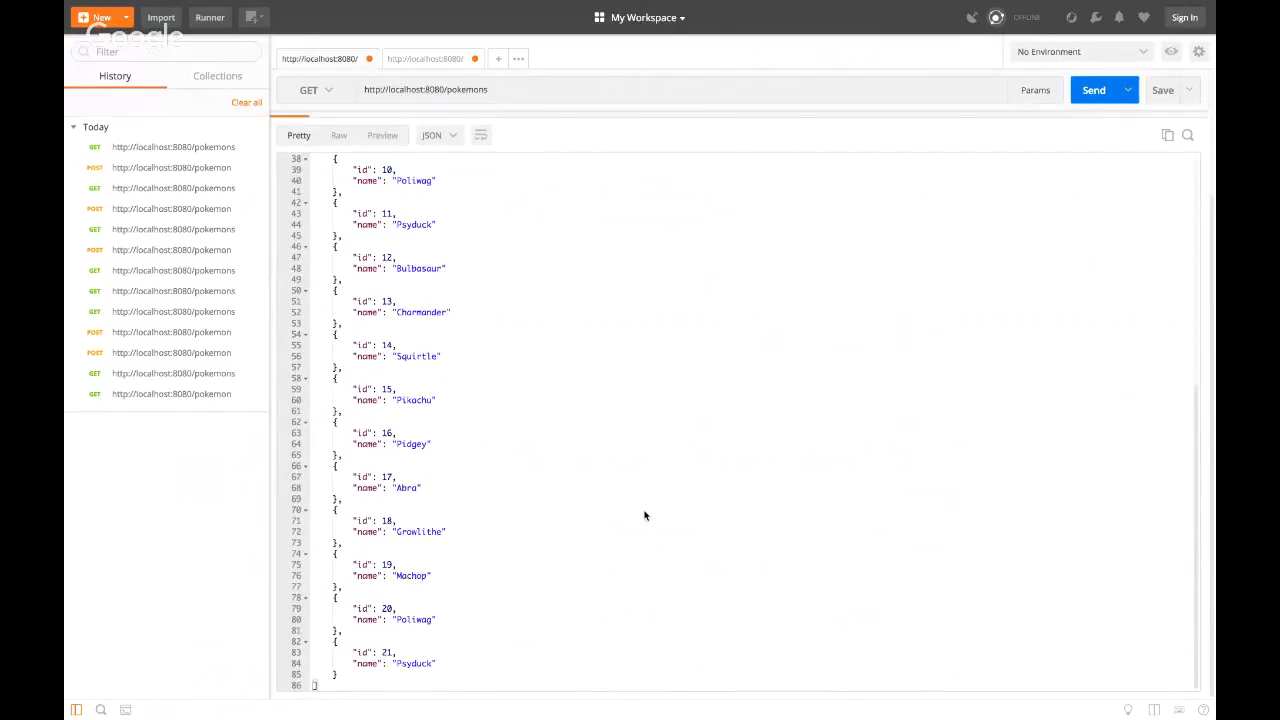 New Import Runner My Workspace OFFLINE Sign In
Google
Filter
http://localhost:8080/ http://localhost:8080/ + ••• No Environment
History Collections
GET http://localhost:8080/pokemons Params Send Save
Clear all
Today
Pretty Raw Preview JSON
GET http://localhost:8080/pokemons
POST http://localhost:8080/pokemon
GET http://localhost:8080/pokemons
POST http://localhost:8080/pokemon
GET http://localhost:8080/pokemons
POST http://localhost:8080/pokemon
GET http://localhost:8080/pokemons
GET http://localhost:8080/pokemons
GET http://localhost:8080/pokemons
POST http://localhost:8080/pokemon
POST http://localhost:8080/pokemon
GET http://localhost:8080/pokemons
GET http://localhost:8080/pokemon
38 {
39 "id": 10,
40 "name": "Poliwag"
41 },
42 {
43 "id": 11,
44 "name": "Psyduck"
45 },
46 {
47 "id": 12,
48 "name": "Bulbasaur"
49 },
50 {
51 "id": 13,
52 "name": "Charmander"
53 },
54 {
55 "id": 14,
56 "name": "Squirtle"
57 },
58 {
59 "id": 15,
60 "name": "Pikachu"
61 },
62 {
63 "id": 16,
64 "name": "Pidgey"
65 },
66 {
67 "id": 17,
68 "name": "Abra"
69 },
70 {
71 "id": 18,
72 "name": "Growlithe"
73 },
74 {
75 "id": 19,
76 "name": "Machop"
77 },
78 {
79 "id": 20,
80 "name": "Poliwag"
81 },
82 {
83 "id": 21,
84 "name": "Psyduck"
85 }
86 ]